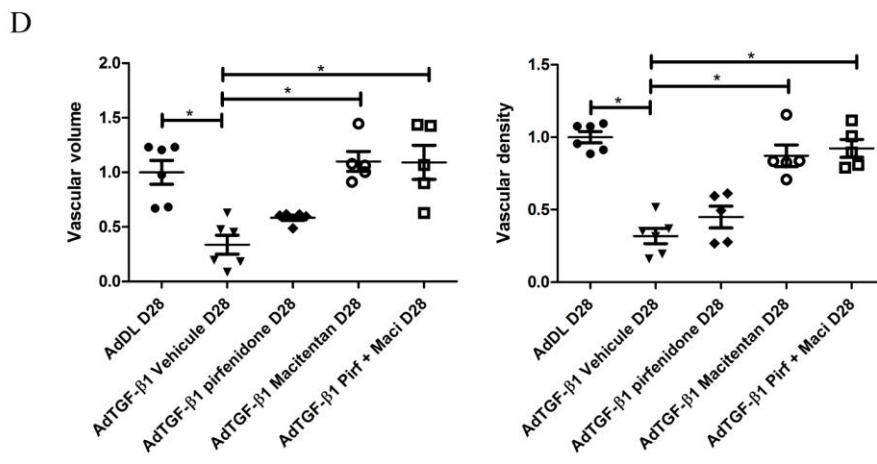 D
Vascular volume
2.0
1.5
1.0
0.5
0.0
*
*
*
AdDL D28
AdTGF-β1 Vehicule D28
AdTGF-β1 pirfenidone D28
AdTGF-β1 Macitentan D28
AdTGF-β1 Pirf + Maci D28
Vascular density
1.5
1.0
0.5
0.0
*
*
*
AdDL D28
AdTGF-β1 Vehicule D28
AdTGF-β1 pirfenidone D28
AdTGF-β1 Macitentan D28
AdTGF-β1 Pirf + Maci D28